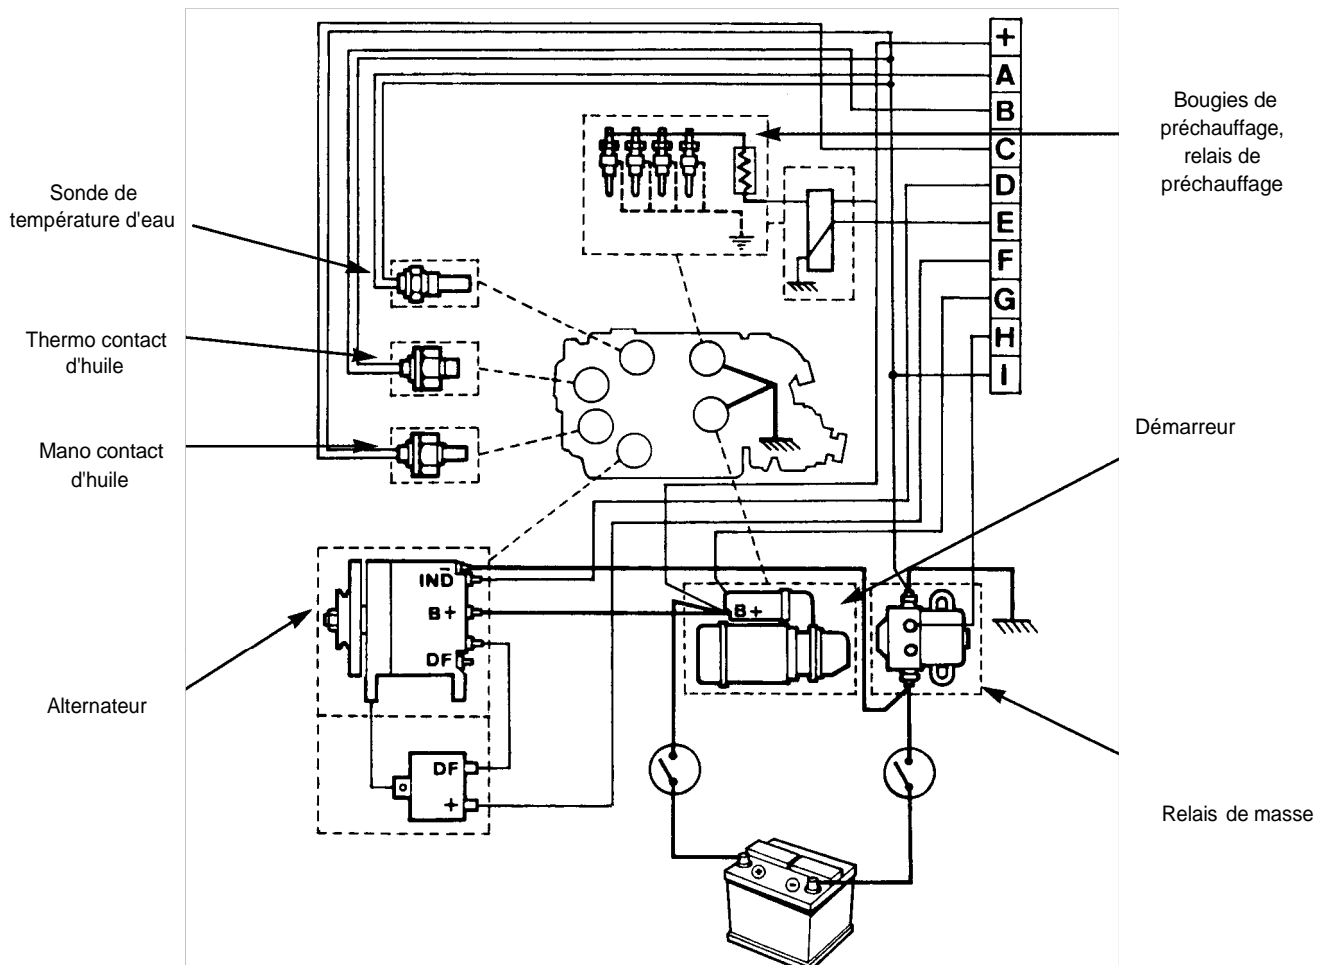 +
A
B
C
D
E
F
G
H
I
Bougies de
préchauffage,
relais de
préchauffage
Sonde de
température d'eau
Thermo contact
d'huile
Mano contact
d'huile
Démarreur
−
IND
B+
DF
B+
Alternateur
DF
+
Relais de masse
+
−